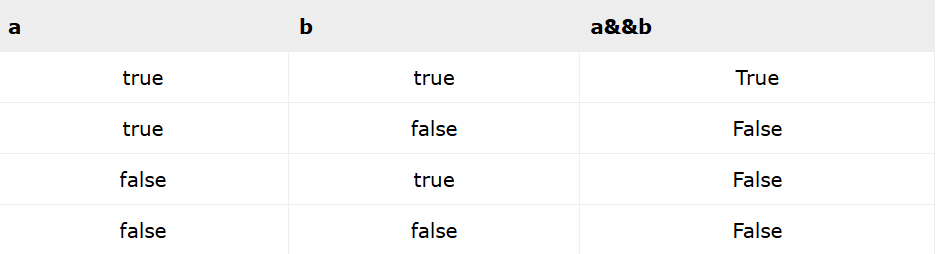 a b a&&b
true true True
true false False
false true False
false false False